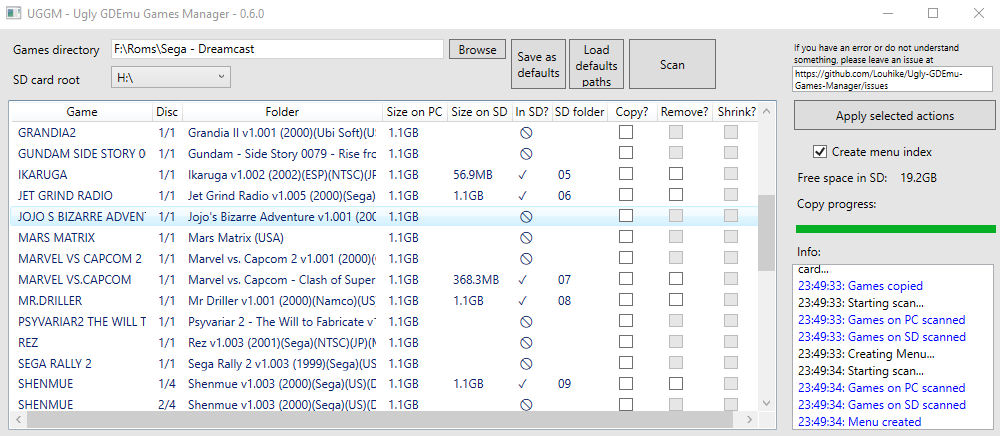 UGGM - Ugly GDEmu Games Manager - 0.6.0
Games directory F:\Roms\Sega - Dreamcast Browse Save as defaults Load defaults paths Scan
SD card root H:\
If you have an error or do not understand
something, please leave an issue at
https://github.com/Louhike/Ugly-GDEmu-
Games-Manager/issues
Apply selected actions
Create menu index
Free space in SD: 19.2GB
Copy progress:
Info:
card...
23:49:33: Games copied
23:49:33: Starting scan...
23:49:33: Games on PC scanned
23:49:33: Games on SD scanned
23:49:33: Creating Menu...
23:49:34: Starting scan...
23:49:34: Games on PC scanned
23:49:34: Games on SD scanned
23:49:34: Menu created
Game Disc Folder Size on PC Size on SD In SD? SD folder Copy? Remove? Shrink?
GRANDIA2 1/1 Grandia II v1.001 (2000)(Ubi Soft)(US 1.1GB
GUNDAM SIDE STORY 0 1/1 Gundam - Side Story 0079 - Rise fro 1.1GB
IKARUGA 1/1 Ikaruga v1.002 (2002)(ESP)(NTSC)(JP 1.1GB 56.9MB ✓ 05
JET GRIND RADIO 1/1 Jet Grind Radio v1.005 (2000)(Sega) 1.1GB 1.1GB ✓ 06
JOJO S BIZARRE ADVEN 1/1 Jojo's Bizarre Adventure v1.001 (200 1.1GB
MARS MATRIX 1/1 Mars Matrix (USA) 1.1GB
MARVEL VS CAPCOM 2 1/1 Marvel vs. Capcom 2 v1.001 (2000)( 1.1GB
MARVEL VS.CAPCOM 1/1 Marvel vs. Capcom - Clash of Super 1.1GB 368.3MB ✓ 07
MR.DRILLER 1/1 Mr Driller v1.001 (2000)(Namco)(US) 1.1GB 1.1GB ✓ 08
PSYVARIAR2 THE WILL T 1/1 Psyvariar 2 - The Will to Fabricate v1 1.1GB
REZ 1/1 Rez v1.003 (2001)(Sega)(NTSC)(JP)( 1.1GB
SEGA RALLY 2 1/1 Sega Rally 2 v1.003 (1999)(Sega)(US) 1.1GB
SHENMUE 1/4 Shenmue v1.003 (2000)(Sega)(US)(D 1.1GB 1.1GB ✓ 09
SHENMUE 2/4 Shenmue v1.003 (2000)(Sega)(US)(D 1.1GB